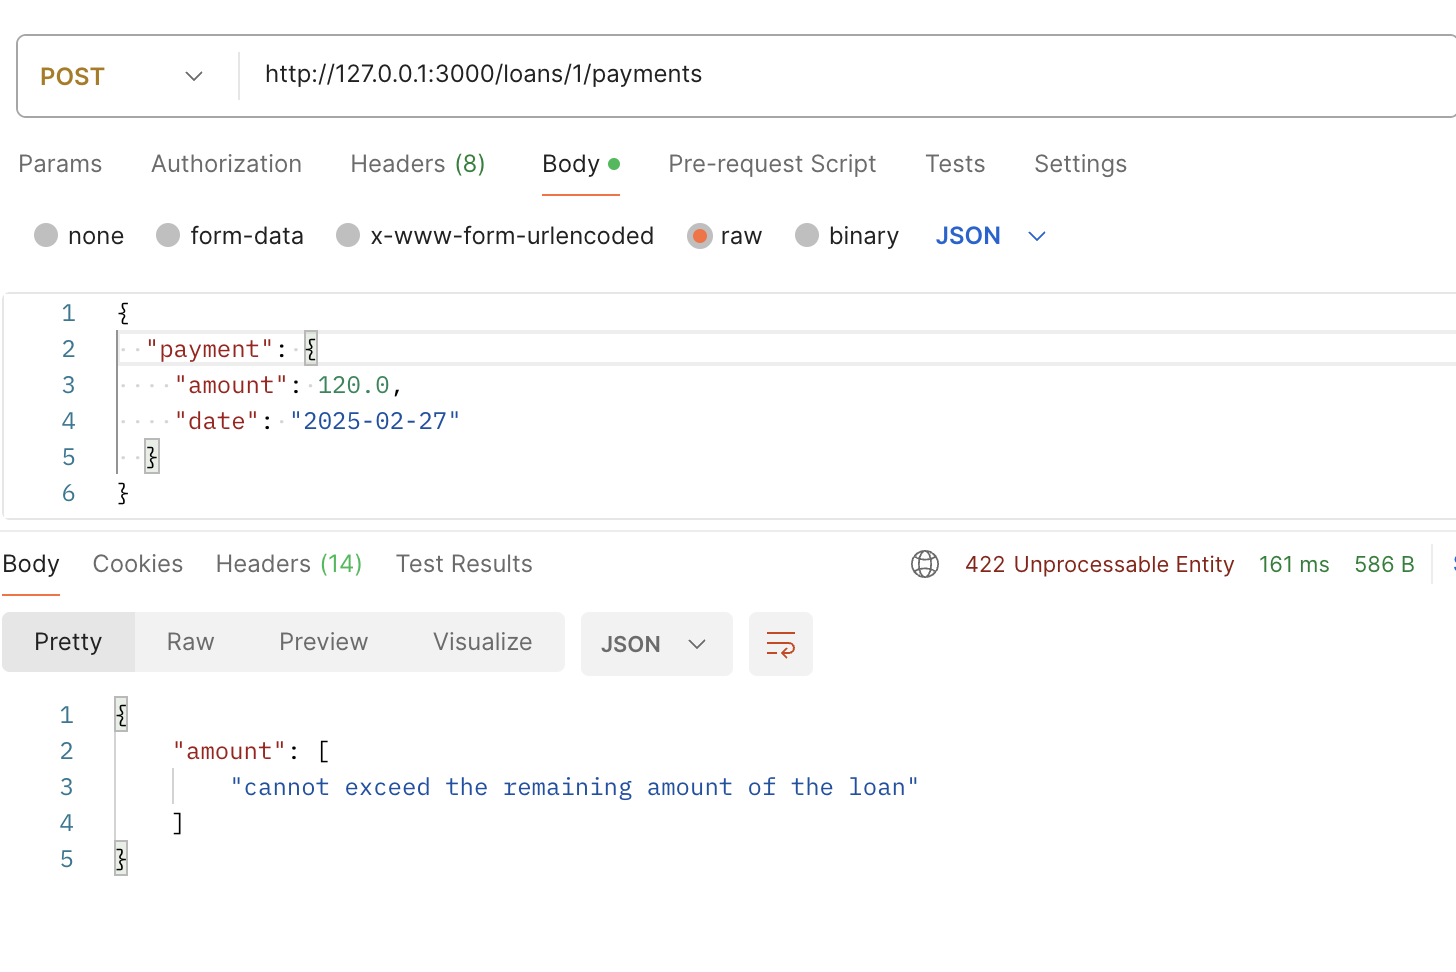 POST http://127.0.0.1:3000/loans/1/payments
Params Authorization Headers (8) Body Pre-request Script Tests Settings
none form-data x-www-form-urlencoded raw binary JSON
1 {
2 "payment": {
3 "amount": 120.0,
4 "date": "2025-02-27"
5 }
6 }
Body Cookies Headers (14) Test Results 422 Unprocessable Entity 161 ms 586 B
Pretty Raw Preview Visualize JSON
1 {
2 "amount": [
3 "cannot exceed the remaining amount of the loan"
4 ]
5 }